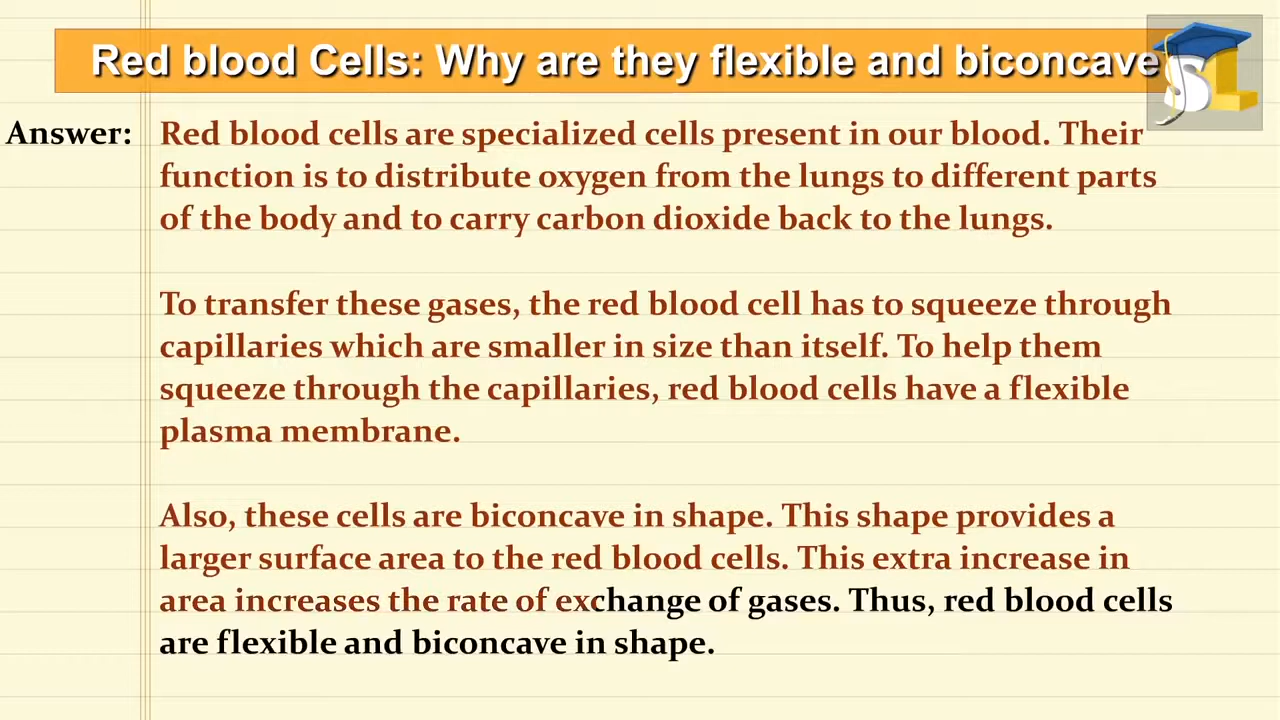 Red blood Cells: Why are they flexible and biconcave
SL
Answer: Red blood cells are specialized cells present in our blood. Their
function is to distribute oxygen from the lungs to different parts
of the body and to carry carbon dioxide back to the lungs.
To transfer these gases, the red blood cell has to squeeze through
capillaries which are smaller in size than itself. To help them
squeeze through the capillaries, red blood cells have a flexible
plasma membrane.
Also, these cells are biconcave in shape. This shape provides a
larger surface area to the red blood cells. This extra increase in
area increases the rate of exchange of gases. Thus, red blood cells
are flexible and biconcave in shape.